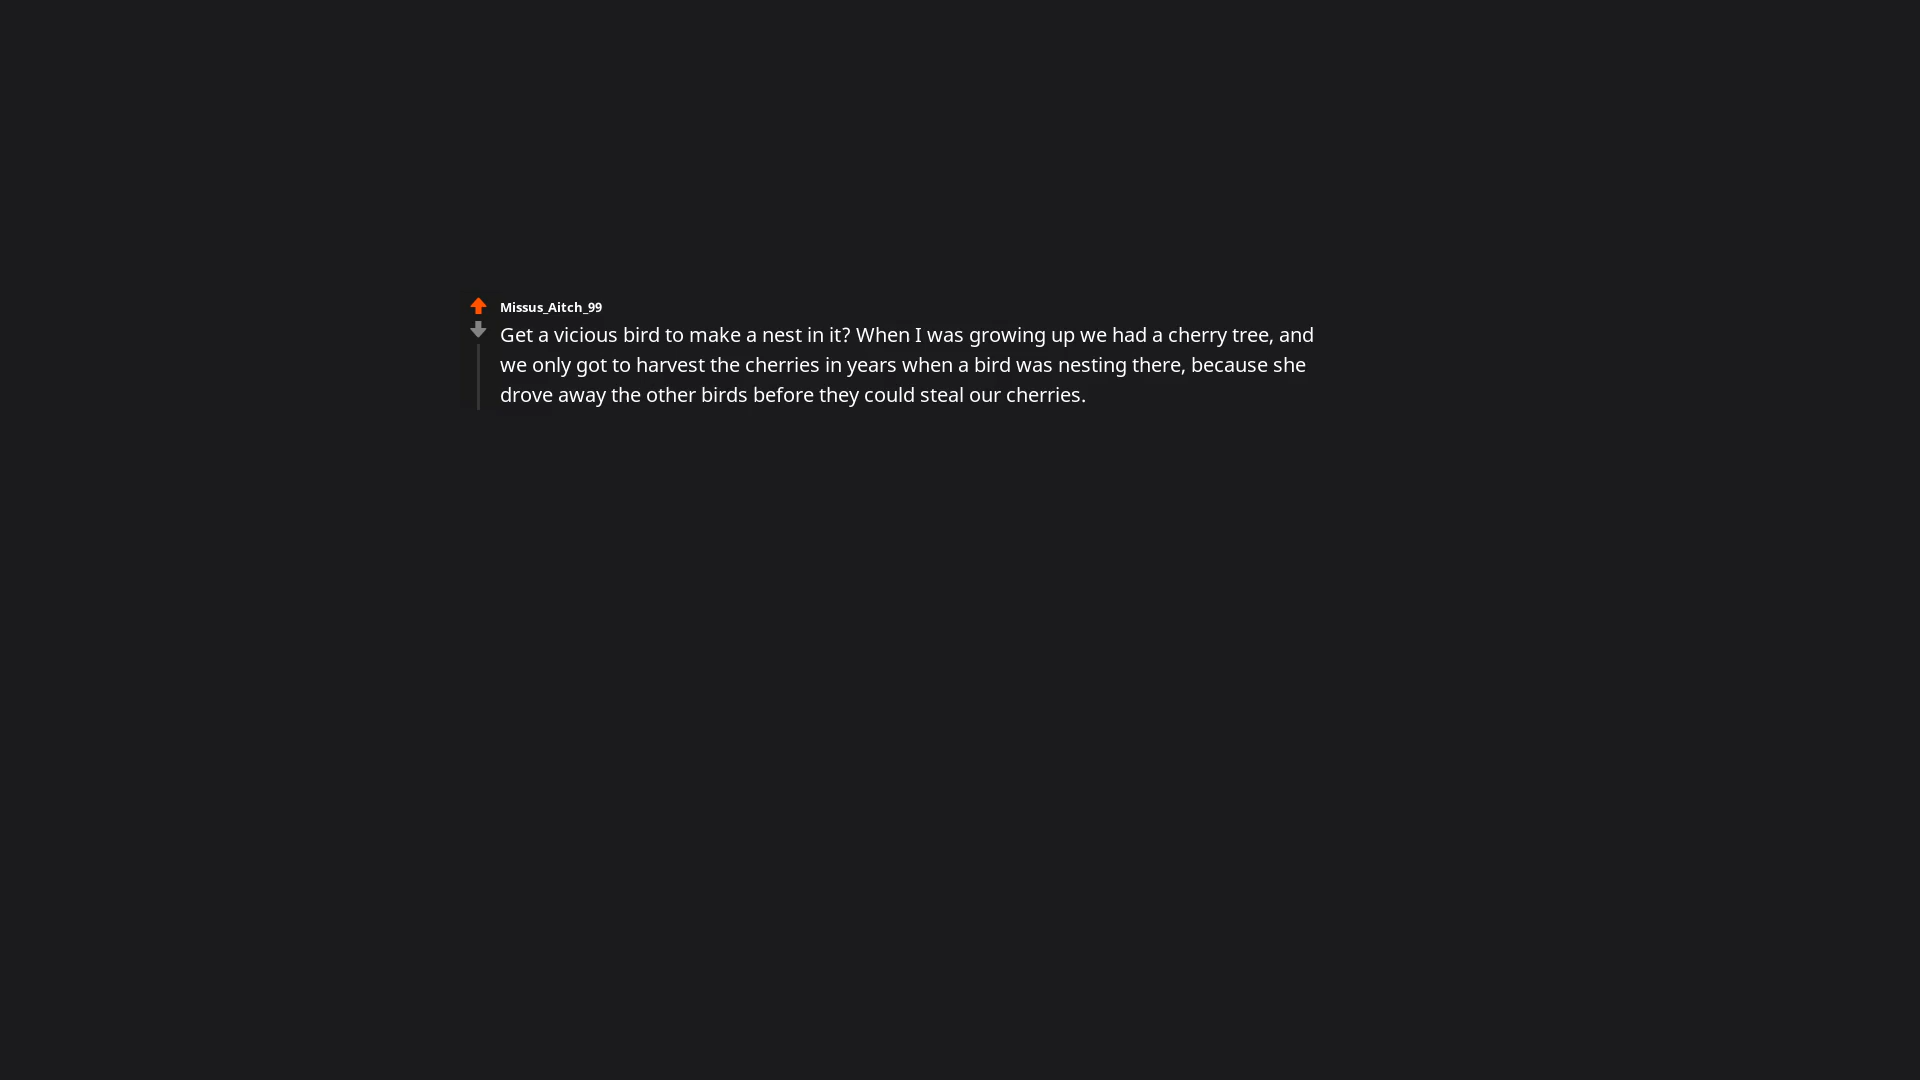 Missus_Aitch_99
Get a vicious bird to make a nest in it? When I was growing up we had a cherry tree, and
we only got to harvest the cherries in years when a bird was nesting there, because she
drove away the other birds before they could steal our cherries.